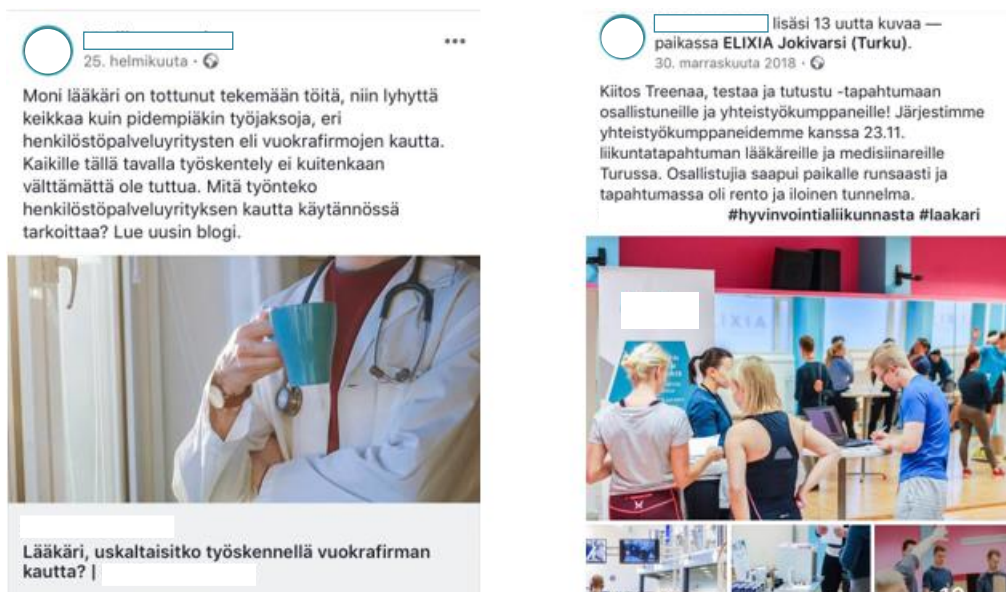 25. helmikuuta ·
Moni lääkäri on tottunut tekemään töitä, niin lyhyttä
keikkaa kuin pidempiäkin työjaksoja, eri
henkilöstöpalveluyritysten eli vuokrafirmojen kautta.
Kaikille tällä tavalla työskentely ei kuitenkaan
välttämättä ole tuttua. Mitä työnteko
henkilöstöpalveluyrityksen kautta käytännössä
tarkoittaa? Lue uusin blogi.
Lääkäri, uskaltaisitko työskennellä vuokrafirman
kautta? |
lisäsi 13 uutta kuvaa —
paikassa ELIXIA Jokivarsi (Turku).
30. marraskuuta 2018 ·
Kiitos Treenaa, testaa ja tutustu -tapahtumaan
osallistuneille ja yhteistyökumppaneille! Järjestimme
yhteistyökumppaneidemme kanssa 23.11.
liikuntatapahtuman lääkäreille ja medisiinareille
Turussa. Osallistujia saapui paikalle runsaasti ja
tapahtumassa oli rento ja iloinen tunnelma.
#hyvinvointialiikunnasta #laakari